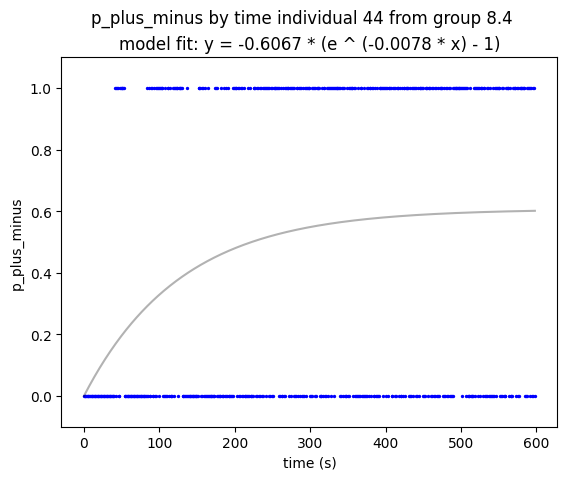 p_plus_minus by time individual 44 from group 8.4
model fit: y = -0.6067 * (e ^ (-0.0078 * x) - 1)
p_plus_minus
1.0
0.8
0.6
0.4
0.2
0.0
0 100 200 300 400 500 600
time (s)